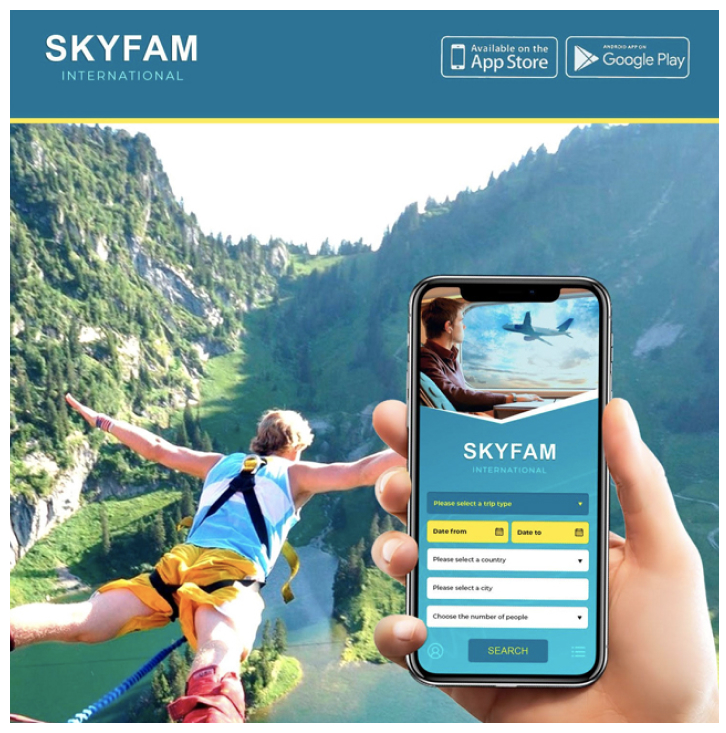 SKYFAM
INTERNATIONAL
Available on the
App Store
ANDROID APP ON
Google Play
SKYFAM
INTERNATIONAL
Please select a trip type
Date from
Date to
Please select a country
Please select a city
Choose the number of people
SEARCH